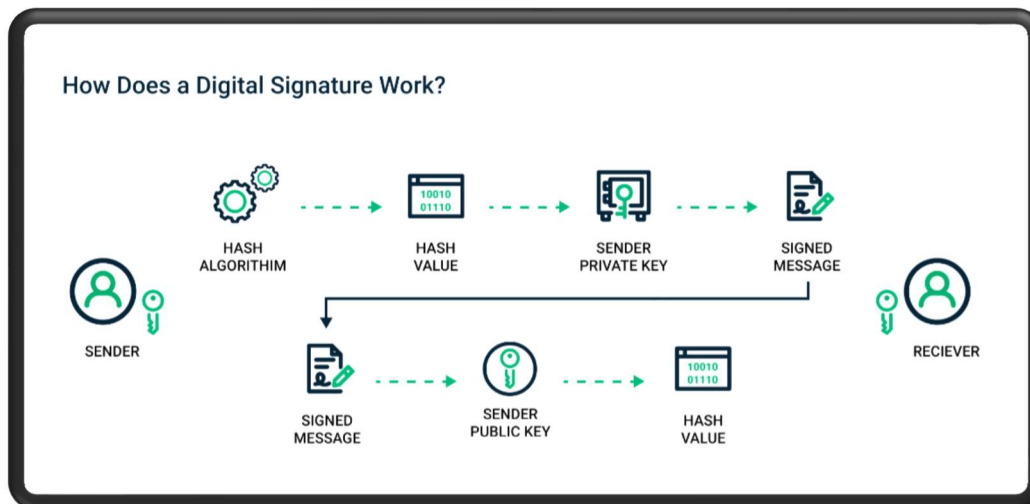 How Does a Digital Signature Work?
10010
01110
HASH
ALGORITHIM
HASH
VALUE
SENDER
PRIVATE KEY
SIGNED
MESSAGE
SENDER
RECIEVER
10010
01110
SIGNED
MESSAGE
SENDER
PUBLIC KEY
HASH
VALUE